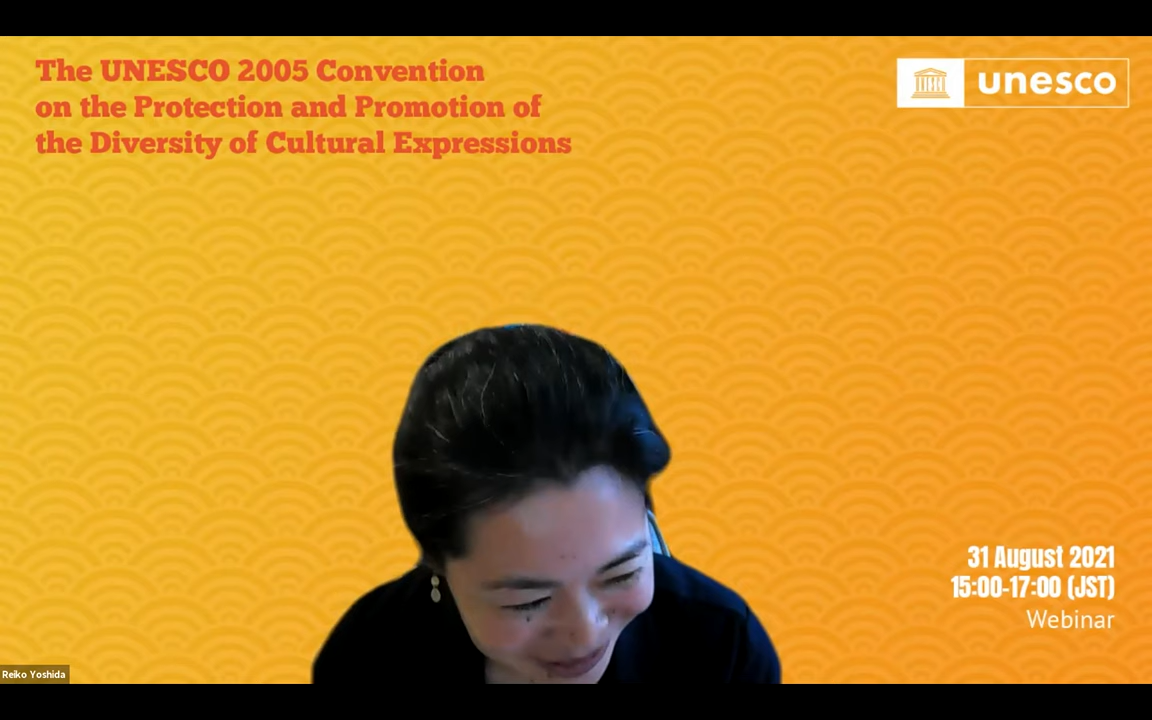 The UNESCO 2005 Convention
on the Protection and Promotion of
the Diversity of Cultural Expressions
unesco
31 August 2021
15:00-17:00 (JST)
Webinar
Reiko Yoshida